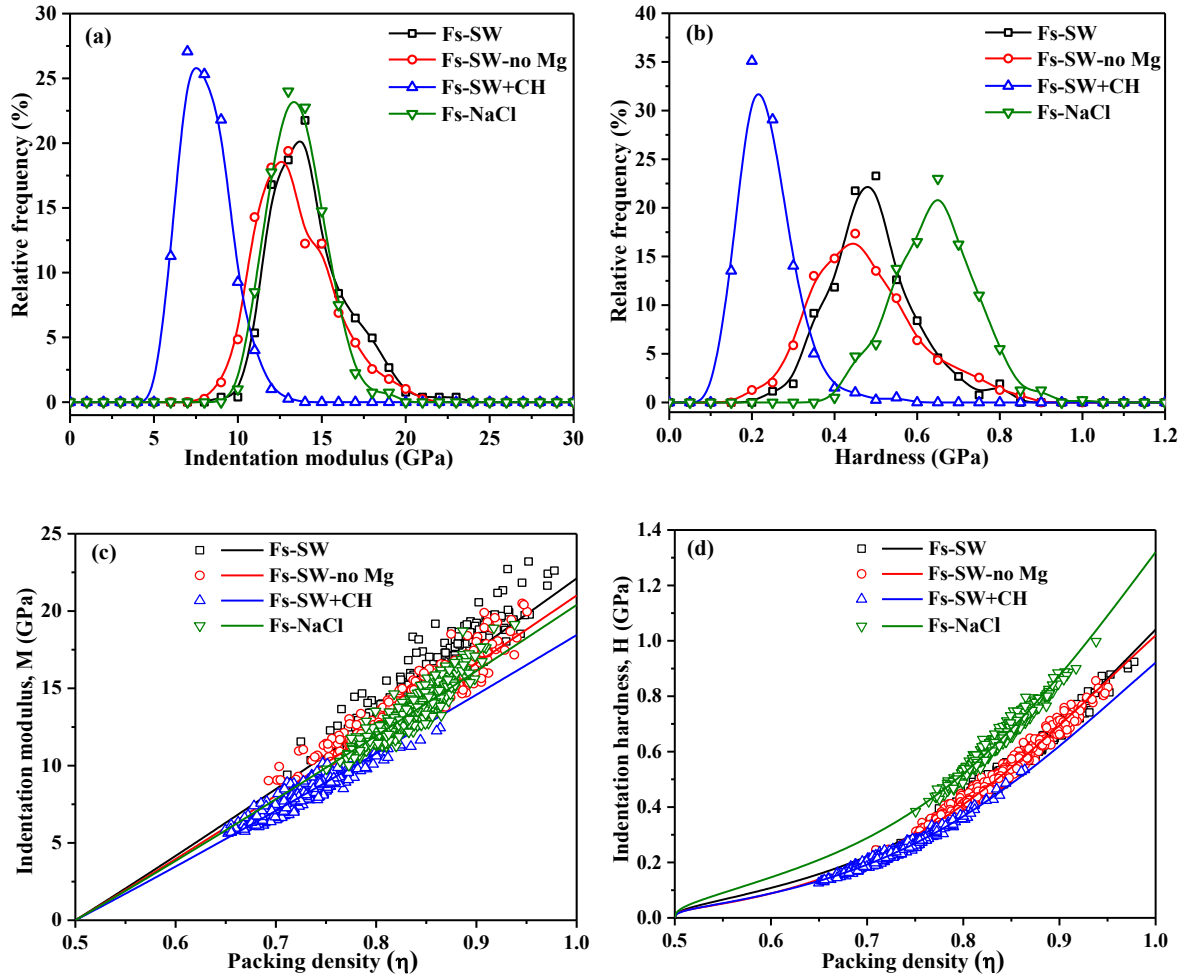 (a)
Fs-SW
Fs-SW-no Mg
Fs-SW+CH
Fs-NaCl
Relative frequency (%)
30
25
20
15
10
5
0
0 5 10 15 20 25 30
Indentation modulus (GPa)
(b)
Fs-SW
Fs-SW-no Mg
Fs-SW+CH
Fs-NaCl
Relative frequency (%)
40
35
30
25
20
15
10
5
0
0.0 0.2 0.4 0.6 0.8 1.0 1.2
Hardness (GPa)
(c)
Fs-SW
Fs-SW-no Mg
Fs-SW+CH
Fs-NaCl
Indentation modulus, M (GPa)
25
20
15
10
5
0
0.5 0.6 0.7 0.8 0.9 1.0
Packing density (η)
(d)
Fs-SW
Fs-SW-no Mg
Fs-SW+CH
Fs-NaCl
Indentation hardness, H (GPa)
1.4
1.2
1.0
0.8
0.6
0.4
0.2
0.0
0.5 0.6 0.7 0.8 0.9 1.0
Packing density (η)